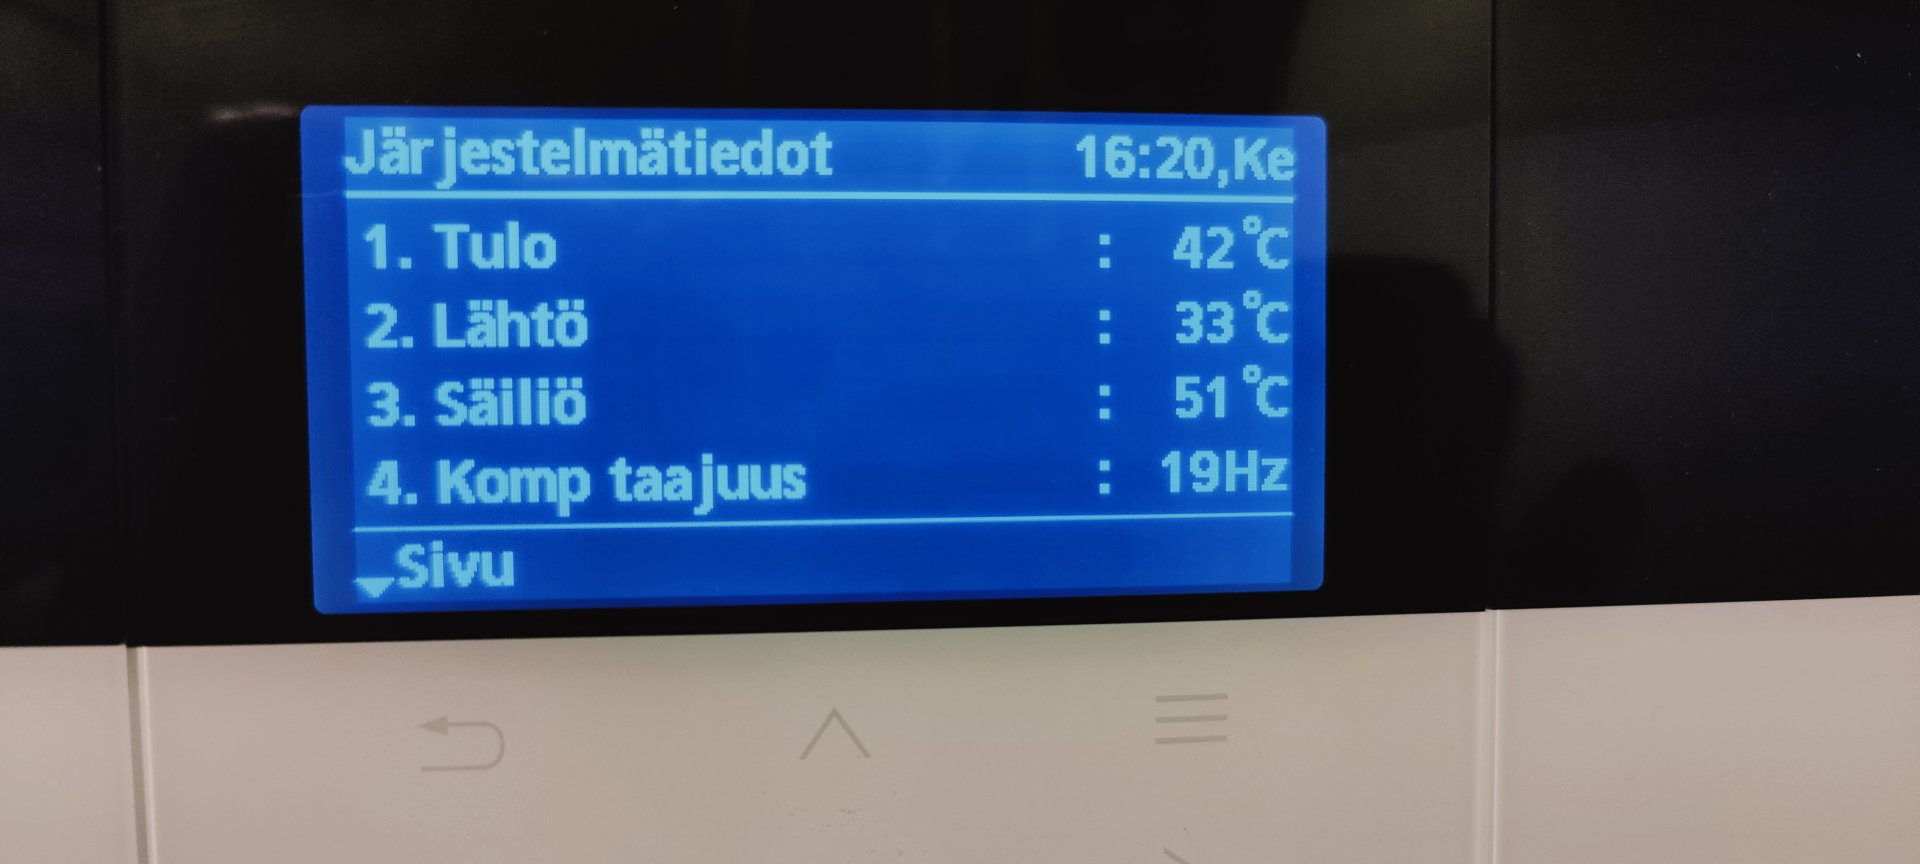 Järjestelmätiedot 16:20,Ke
1. Tulo : 42°C
2. Lähtö : 33°C
3. Säiliö : 51°C
4. Komp taajuus : 19Hz
Sivu